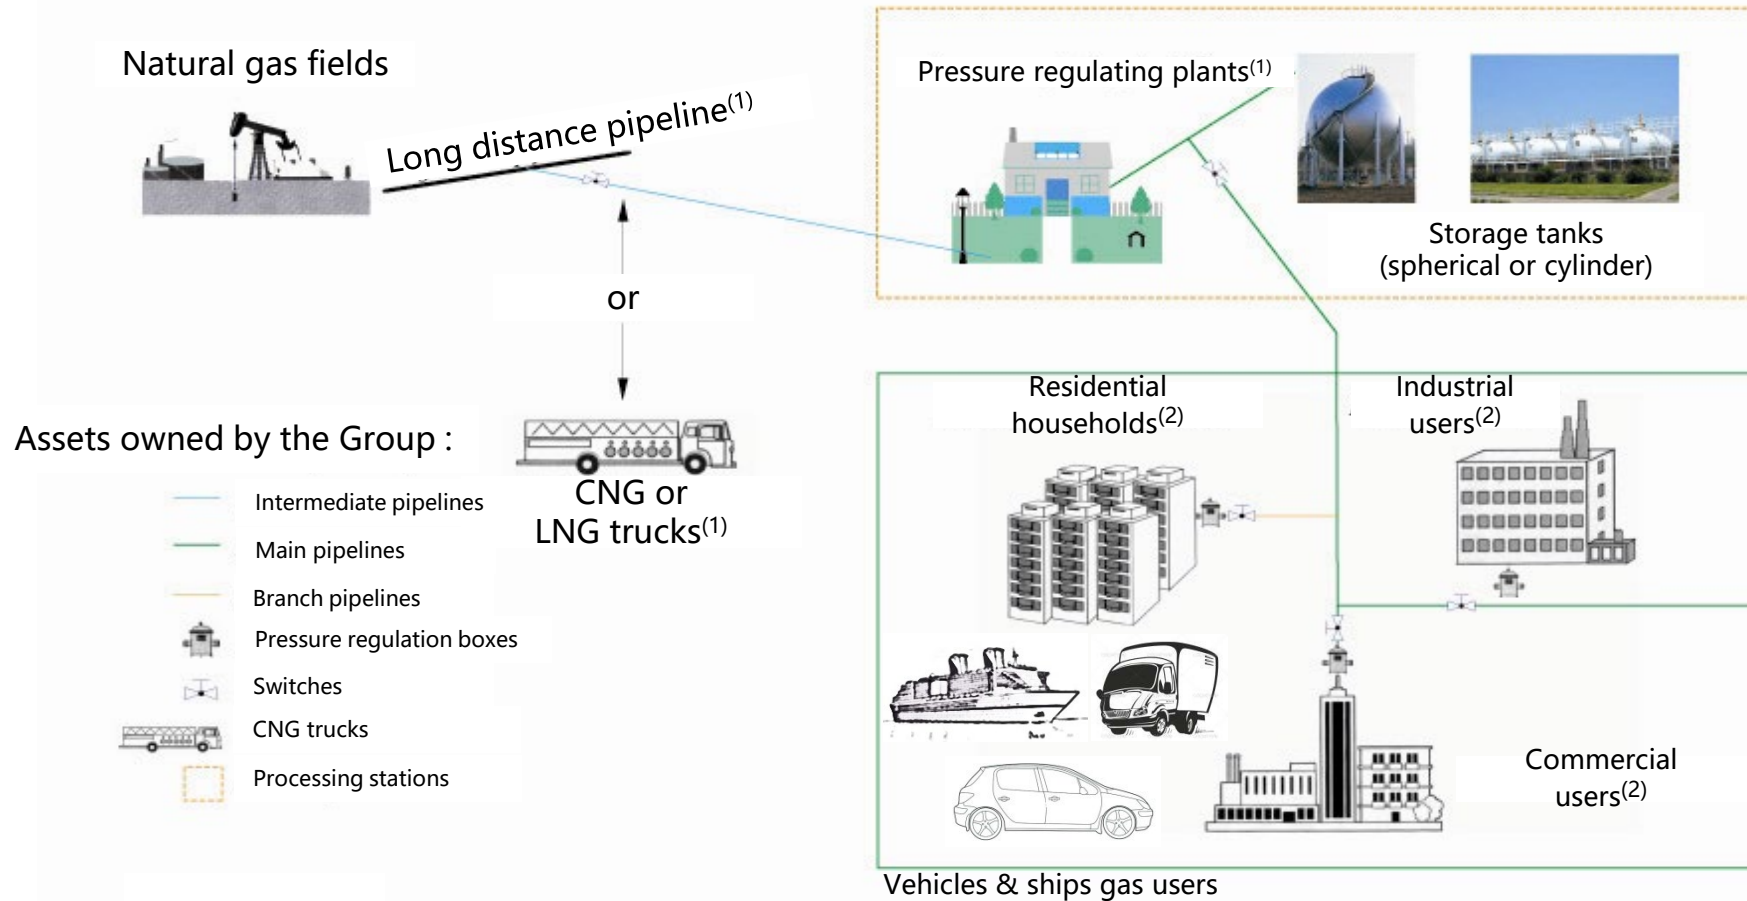 Natural gas fields
Long distance pipeline(1)
or
CNG or
LNG trucks(1)
Pressure regulating plants(1)
Storage tanks
(spherical or cylinder)
Residential
households(2)
Industrial
users(2)
Commercial
users(2)
Vehicles & ships gas users
Assets owned by the Group :
Intermediate pipelines
Main pipelines
Branch pipelines
Pressure regulation boxes
Switches
CNG trucks
Processing stations